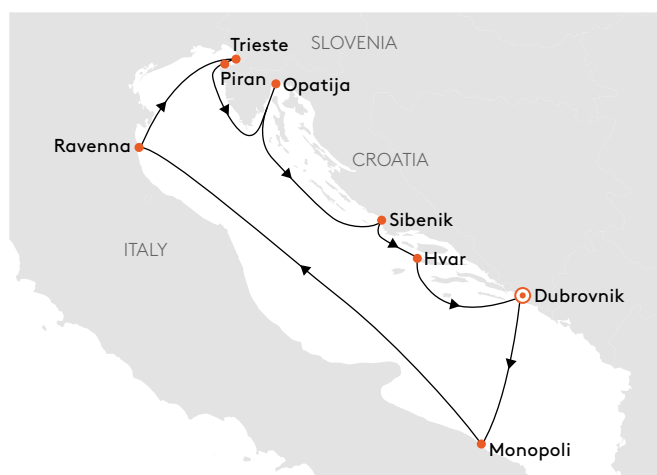 Trieste
SLOVENIA
Piran
Opatija
Ravenna
CROATIA
Sibenik
ITALY
Hvar
Dubrovnik
Monopoli